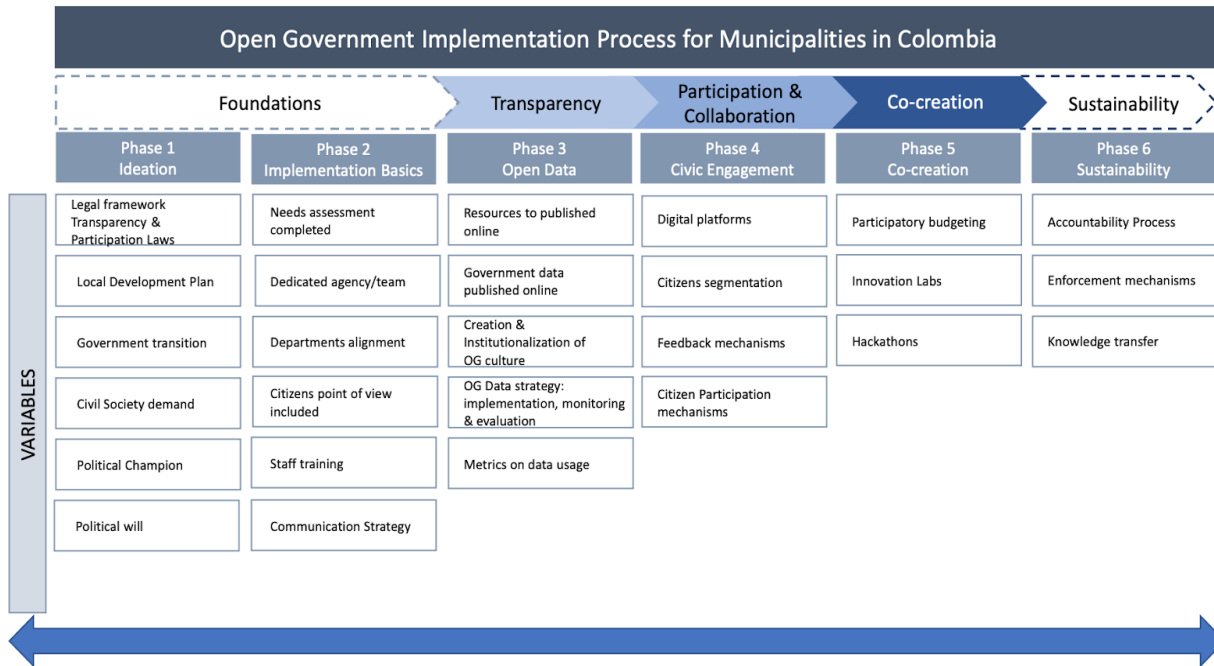 Open Government Implementation Process for Municipalities in Colombia
Foundations
Transparency
Participation &
Collaboration
Co-creation
Sustainability
Phase 1
Ideation
Phase 2
Implementation Basics
Phase 3
Open Data
Phase 4
Civic Engagement
Phase 5
Co-creation
Phase 6
Sustainability
VARIABLES
Legal framework
Transparency &
Participation Laws
Local Development Plan
Government transition
Civil Society demand
Political Champion
Political will
Needs assessment
completed
Dedicated agency/team
Departments alignment
Citizens point of view
included
Staff training
Communication Strategy
Resources to published
online
Government data
published online
Creation &
Institutionalization of
OG culture
OG Data strategy:
implementation, monitoring
& evaluation
Metrics on data usage
Digital platforms
Citizens segmentation
Feedback mechanisms
Citizen Participation
mechanisms
Participatory budgeting
Innovation Labs
Hackathons
Accountability Process
Enforcement mechanisms
Knowledge transfer